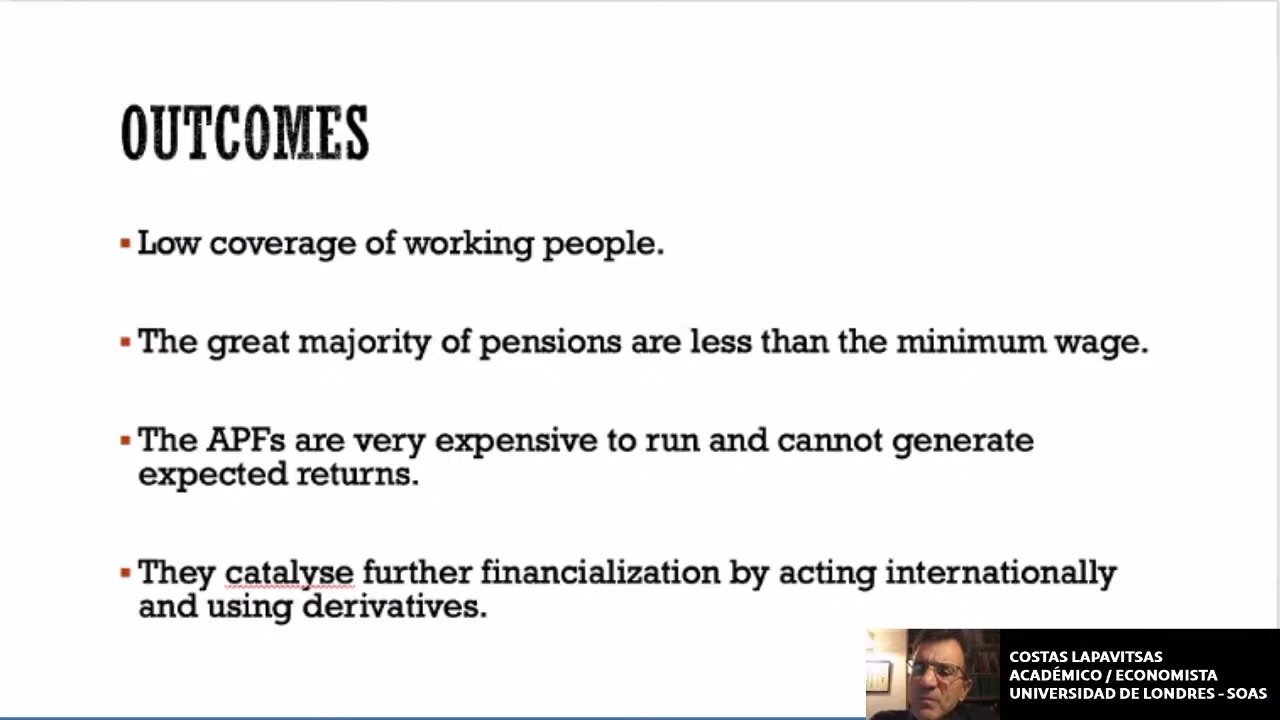 OUTCOMES
Low coverage of working people.
The great majority of pensions are less than the minimum wage.
The APFs are very expensive to run and cannot generate
expected returns.
They catalyse further financialization by acting internationally
and using derivatives.
COSTAS LAPAVITSAS
ACADÉMICO / ECONOMISTA
UNIVERSIDAD DE LONDRES - SOAS